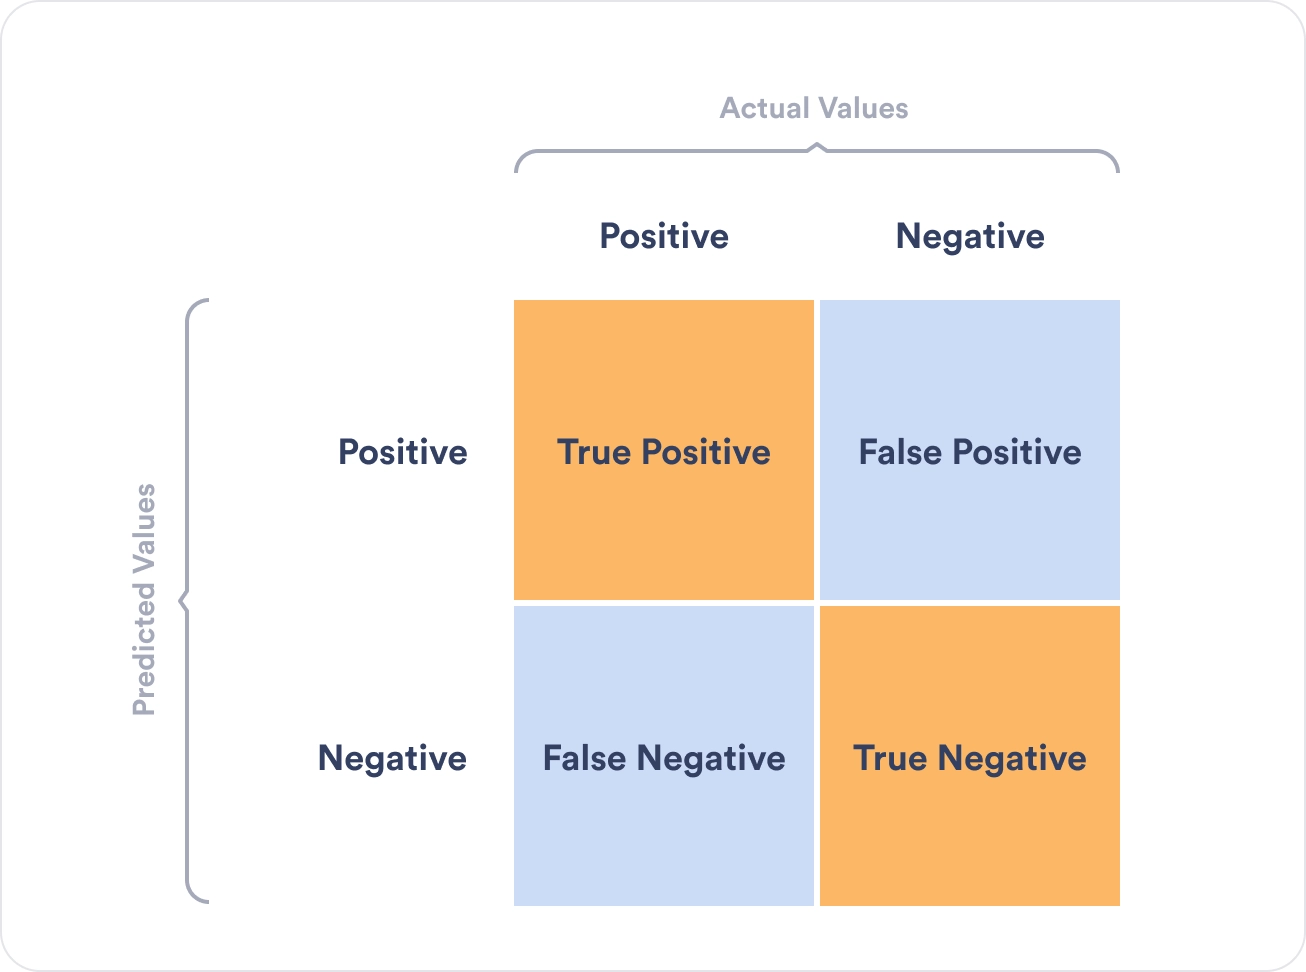 Actual Values
Positive Negative
Predicted Values
Positive True Positive False Positive
Negative False Negative True Negative